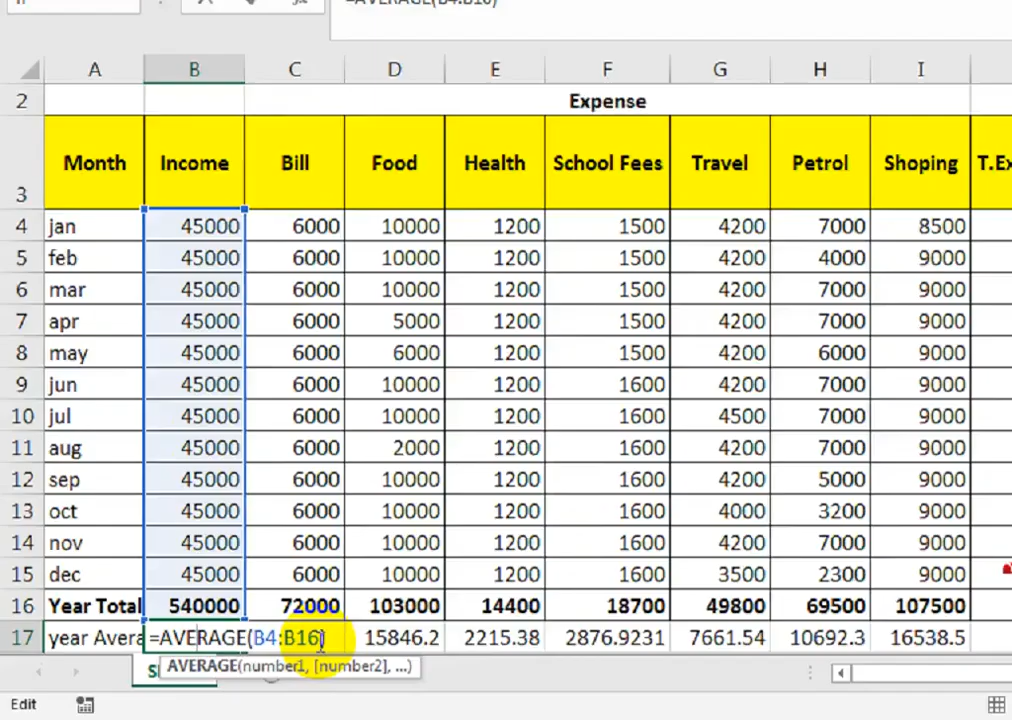 =AVERAGE(B4:B16)
A B C D E F G H I
2 Expense
3 Month Income Bill Food Health School Fees Travel Petrol Shoping T.Ex
4 jan 45000 6000 10000 1200 1500 4200 7000 8500
5 feb 45000 6000 10000 1200 1500 4200 4000 9000
6 mar 45000 6000 10000 1200 1500 4200 7000 9000
7 apr 45000 6000 5000 1200 1500 4200 7000 9000
8 may 45000 6000 6000 1200 1500 4200 6000 9000
9 jun 45000 6000 10000 1200 1600 4200 7000 9000
10 jul 45000 6000 10000 1200 1600 4500 7000 9000
11 aug 45000 6000 2000 1200 1600 4200 7000 9000
12 sep 45000 6000 10000 1200 1600 4200 5000 9000
13 oct 45000 6000 10000 1200 1600 4000 3200 9000
14 nov 45000 6000 10000 1200 1600 4200 7000 9000
15 dec 45000 6000 10000 1200 1600 3500 2300 9000
16 Year Total 540000 72000 103000 14400 18700 49800 69500 107500
17 year Avera =AVERAGE(B4:B16) 15846.2 2215.38 2876.9231 7661.54 10692.3 16538.5
AVERAGE(number1, [number2], ...)
Edit